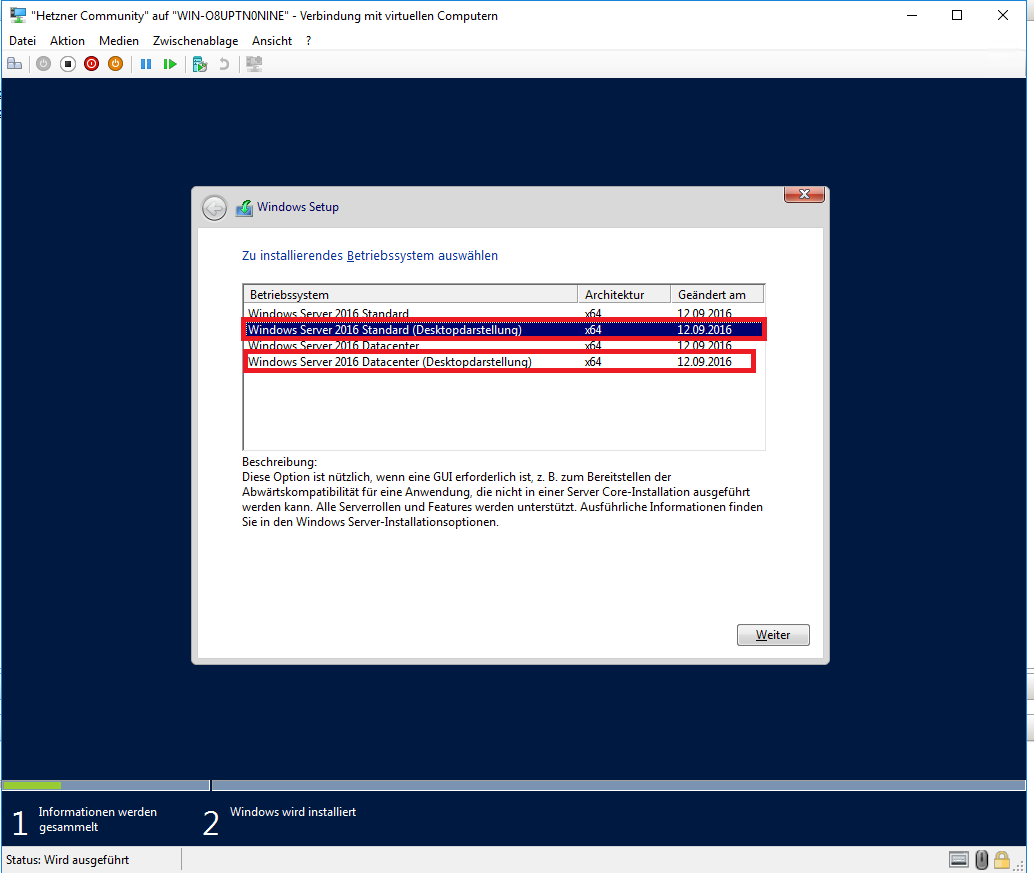 "Hetzner Community" auf "WIN-O8UPTN0NINE" - Verbindung mit virtuellen Computern
Datei Aktion Medien Zwischenablage Ansicht ?
Windows Setup
Zu installierendes Betriebssystem auswählen
Betriebssystem Architektur Geändert am
Windows Server 2016 Standard x64 12.09.2016
Windows Server 2016 Standard (Desktopdarstellung) x64 12.09.2016
Windows Server 2016 Datacenter x64 12.09.2016
Windows Server 2016 Datacenter (Desktopdarstellung) x64 12.09.2016
Beschreibung:
Diese Option ist nützlich, wenn eine GUI erforderlich ist, z. B. zum Bereitstellen der
Abwärtskompatibilität für eine Anwendung, die nicht in einer Server Core-Installation ausgeführt
werden kann. Alle Serverrollen und Features werden unterstützt. Ausführliche Informationen finden
Sie in den Windows Server-Installationsoptionen.
Weiter
1 Informationen werden
gesammelt
2 Windows wird installiert
Status: Wird ausgeführt